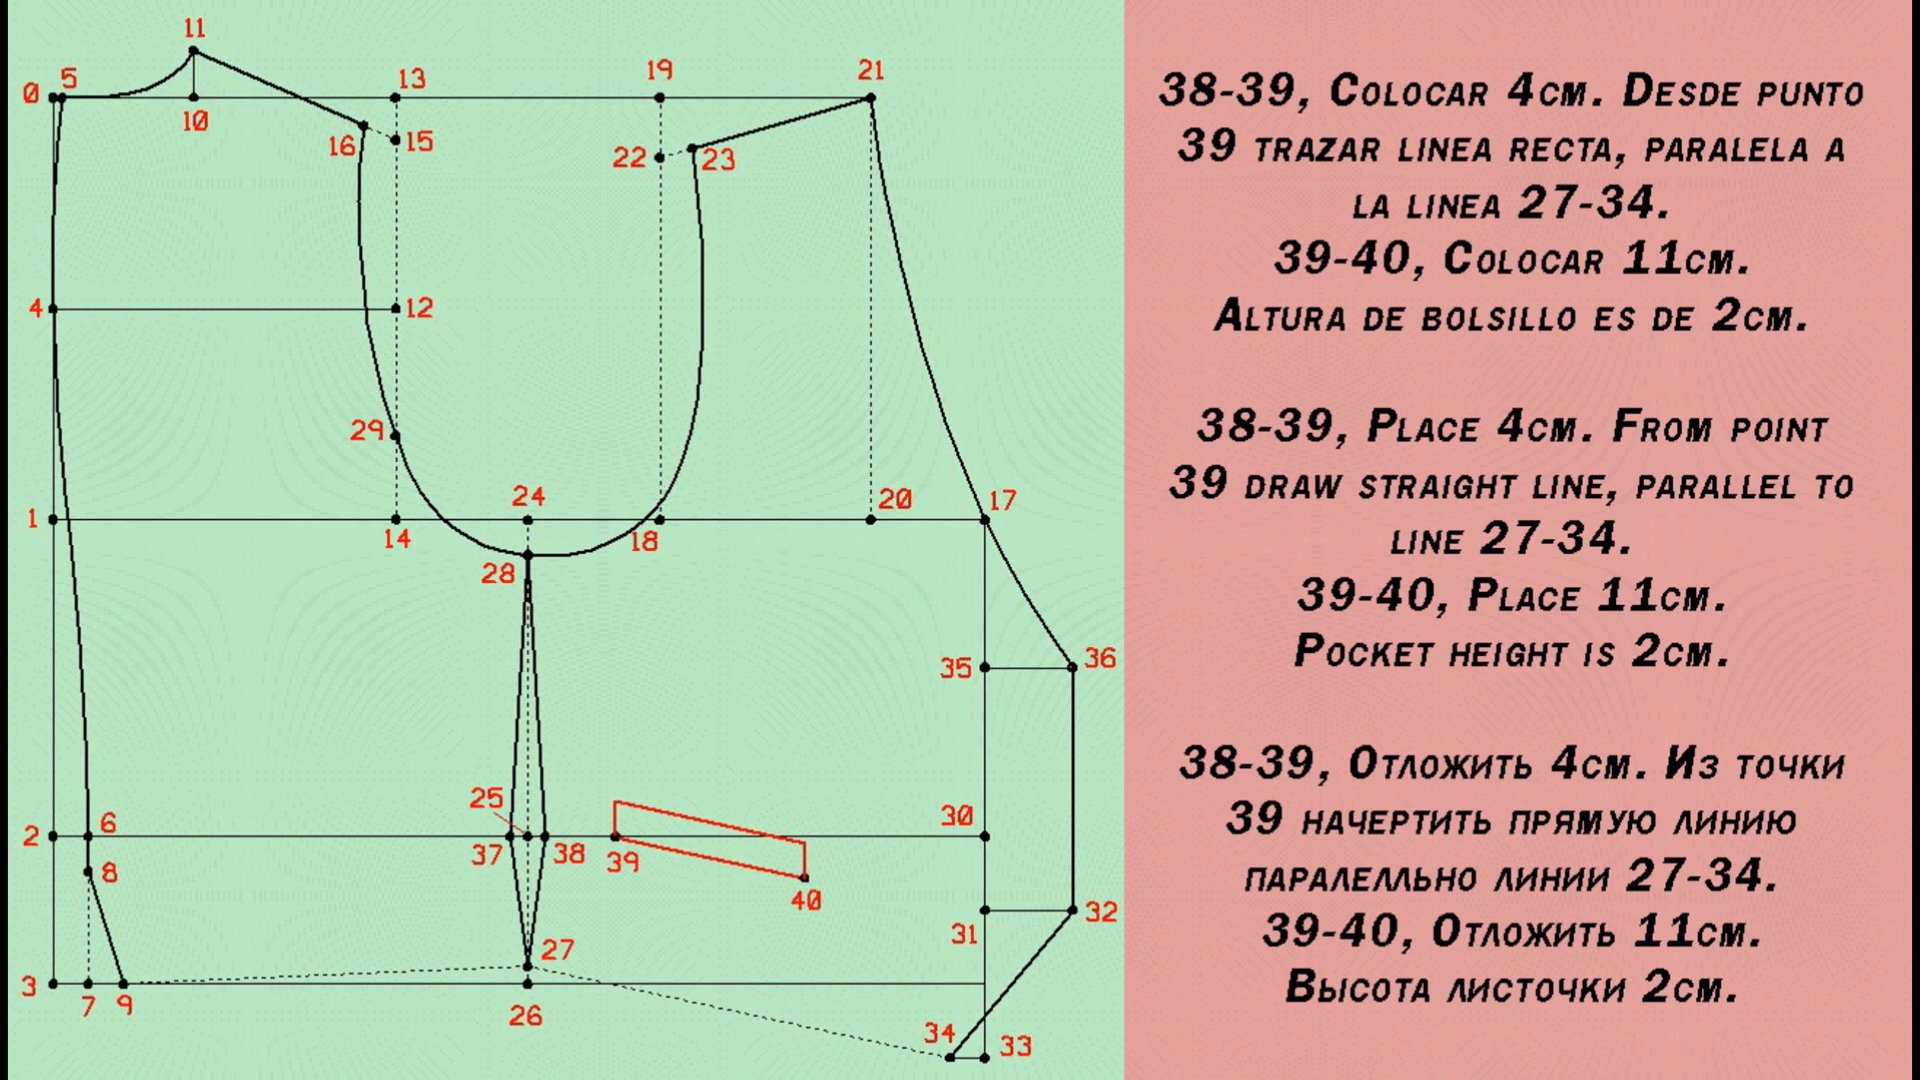 11
0 5 13 19 21
10
16 15 22 23
4 12
29
24 20 17
1 14 18
28
35 36
25 6 30
2 37 38 39
8
40
31 32
27
3 7 9 26
34 33
38-39, Colocar 4cm. Desde punto
39 trazar linea recta, paralela a
la linea 27-34.
39-40, Colocar 11cm.
Altura de bolsillo es de 2cm.
38-39, Place 4cm. From point
39 draw straight line, parallel to
line 27-34.
39-40, Place 11cm.
Pocket height is 2cm.
38-39, Отложить 4см. Из точки
39 начертить прямую линию
паралелльно линии 27-34.
39-40, Отложить 11см.
Высота листочки 2см.